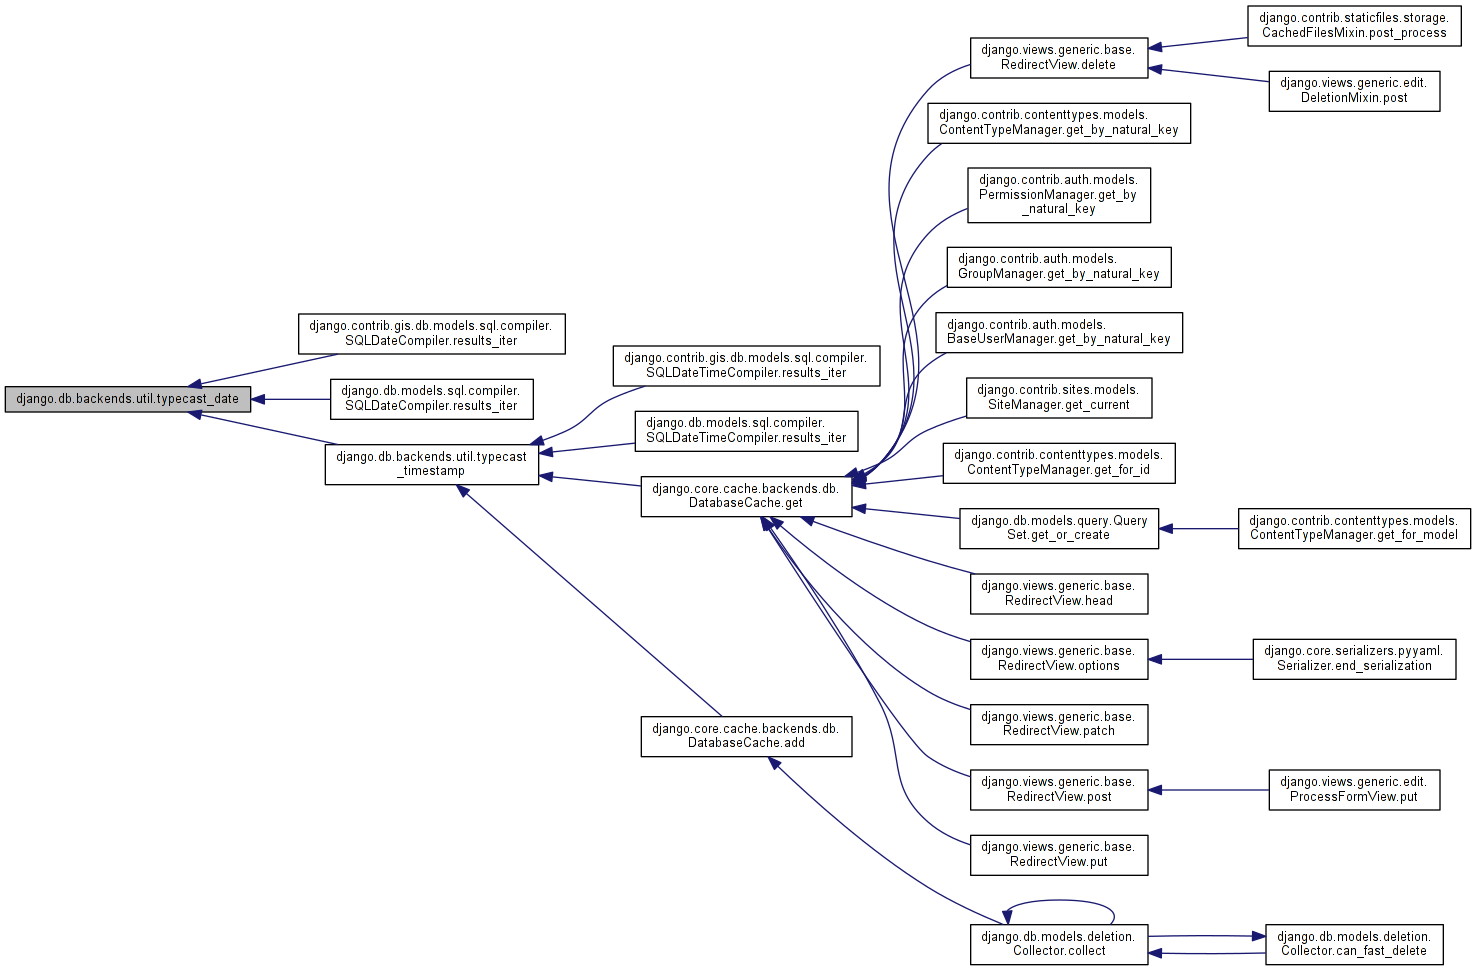 django.db.backends.util.typecast_date
django.contrib.gis.db.models.sql.compiler.
SQLDateCompiler.results_iter
django.db.models.sql.compiler.
SQLDateCompiler.results_iter
django.db.backends.util.typecast
_timestamp
django.contrib.gis.db.models.sql.compiler.
SQLDateTimeCompiler.results_iter
django.db.models.sql.compiler.
SQLDateTimeCompiler.results_iter
django.core.cache.backends.db.
DatabaseCache.get
django.core.cache.backends.db.
DatabaseCache.add
django.views.generic.base.
RedirectView.delete
django.contrib.contenttypes.models.
ContentTypeManager.get_by_natural_key
django.contrib.auth.models.
PermissionManager.get_by
_natural_key
django.contrib.auth.models.
GroupManager.get_by_natural_key
django.contrib.auth.models.
BaseUserManager.get_by_natural_key
django.contrib.sites.models.
SiteManager.get_current
django.contrib.contenttypes.models.
ContentTypeManager.get_for_id
django.db.models.query.Query
Set.get_or_create
django.views.generic.base.
RedirectView.head
django.views.generic.base.
RedirectView.options
django.views.generic.base.
RedirectView.patch
django.views.generic.base.
RedirectView.post
django.views.generic.base.
RedirectView.put
django.db.models.deletion.
Collector.collect
django.contrib.staticfiles.storage.
CachedFilesMixin.post_process
django.views.generic.edit.
DeletionMixin.post
django.contrib.contenttypes.models.
ContentTypeManager.get_for_model
django.core.serializers.pyyaml.
Serializer.end_serialization
django.views.generic.edit.
ProcessFormView.put
django.db.models.deletion.
Collector.can_fast_delete